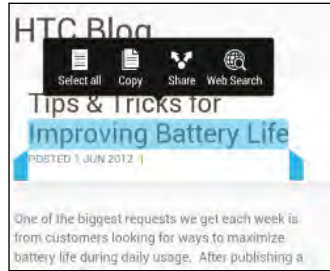 HTC Blog
Select all Copy Share Web Search
Tips & Tricks for
Improving Battery Life
POSTED 1 JUN 2012 |
One of the biggest requests we get each week is
from customers looking for ways to maximize
battery life during daily usage. After publishing a